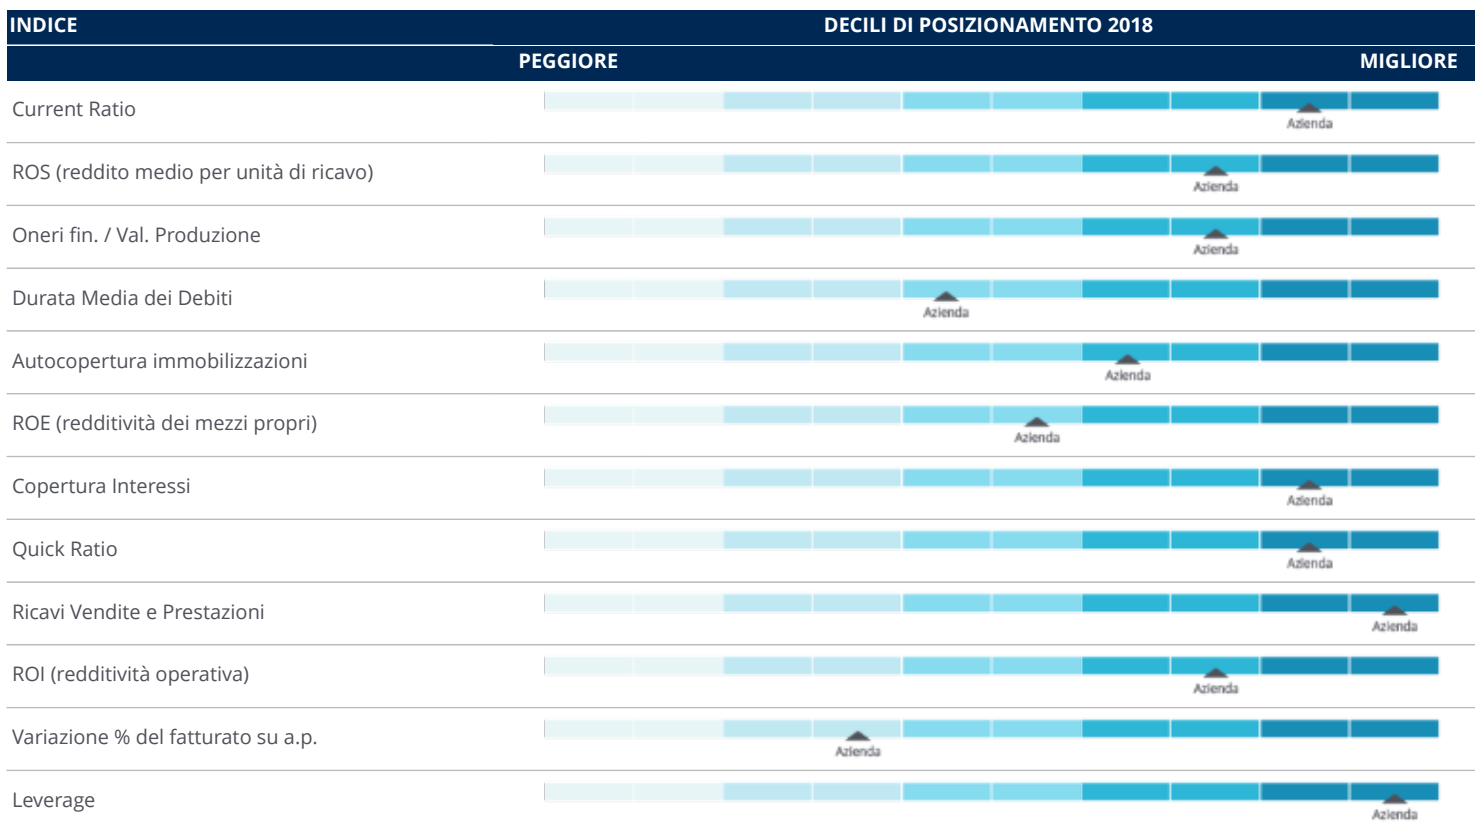 INDICE DECILI DI POSIZIONAMENTO 2018
PEGGIORE MIGLIORE
Current Ratio
Azienda
ROS (reddito medio per unità di ricavo)
Azienda
Oneri fin. / Val. Produzione
Azienda
Durata Media dei Debiti
Azienda
Autocopertura immobilizzazioni
Azienda
ROE (redditività dei mezzi propri)
Azienda
Copertura Interessi
Azienda
Quick Ratio
Azienda
Ricavi Vendite e Prestazioni
Azienda
ROI (redditività operativa)
Azienda
Variazione % del fatturato su a.p.
Azienda
Leverage
Azienda